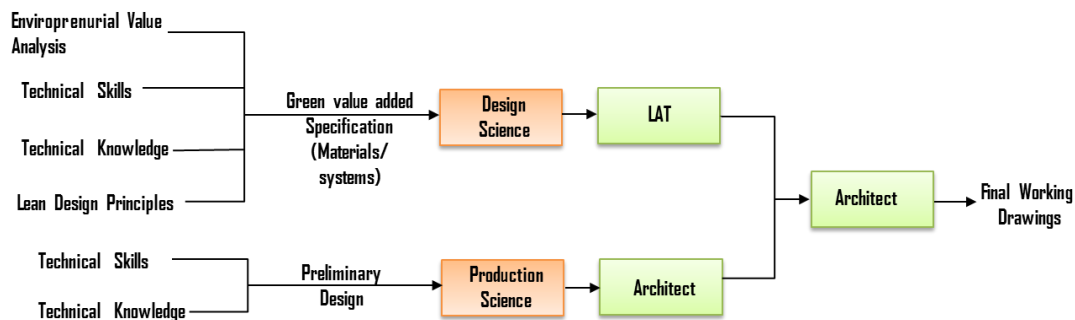 Enviroprenurial Value
Analysis
Technical Skills
Technical Knowledge
Lean Design Principles
Green value added
Specification
(Materials/
systems)
Design
Science
LAT
Technical Skills
Technical Knowledge
Preliminary
Design
Production
Science
Architect
Architect
Final Working
Drawings